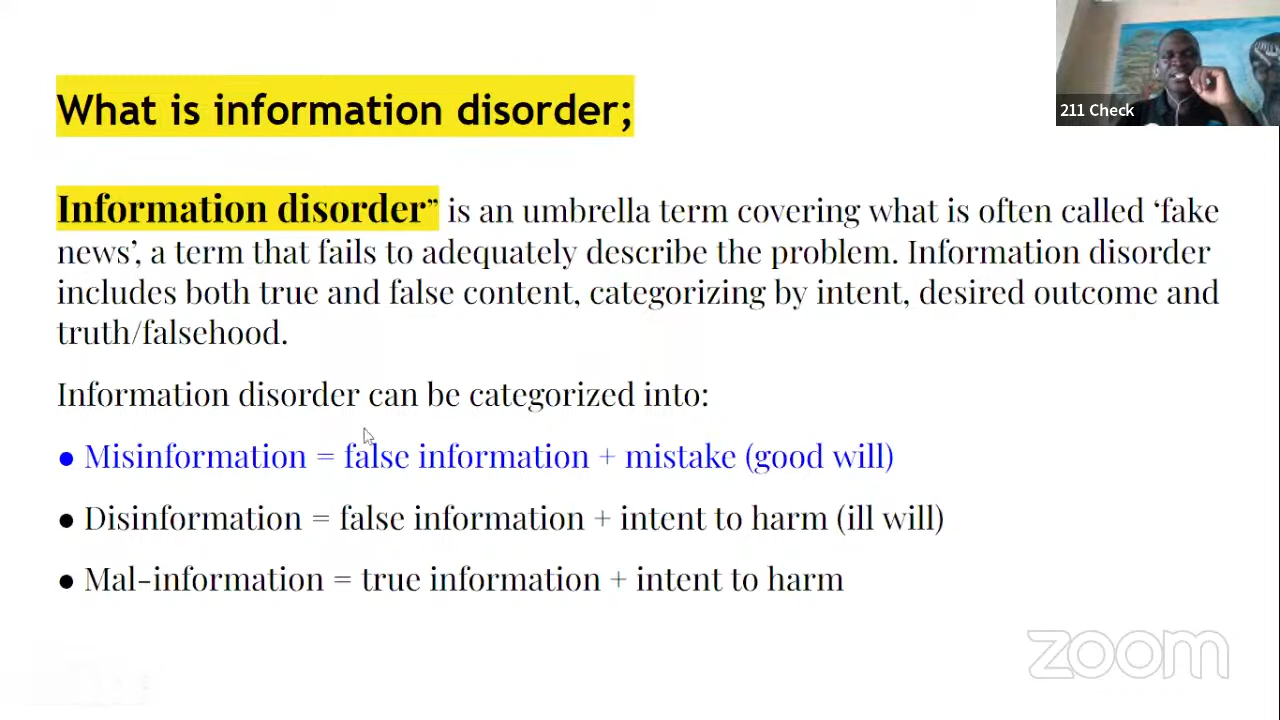 211 Check
What is information disorder;
Information disorder” is an umbrella term covering what is often called ‘fake
news’, a term that fails to adequately describe the problem. Information disorder
includes both true and false content, categorizing by intent, desired outcome and
truth/falsehood.
Information disorder can be categorized into:
● Misinformation = false information + mistake (good will)
● Disinformation = false information + intent to harm (ill will)
● Mal-information = true information + intent to harm
zoom